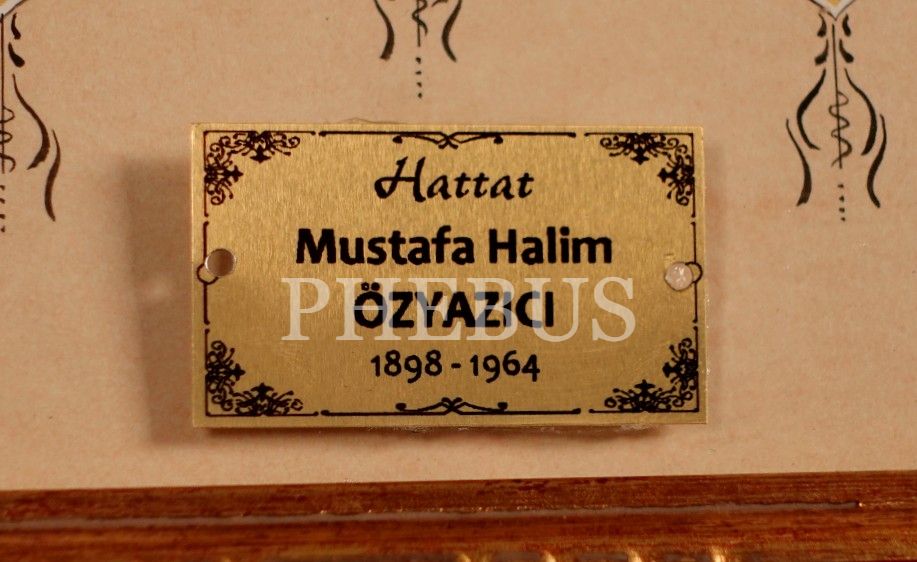 Hattat
Mustafa Halim
ÖZYAZICI
PHEBUS
1898 - 1964